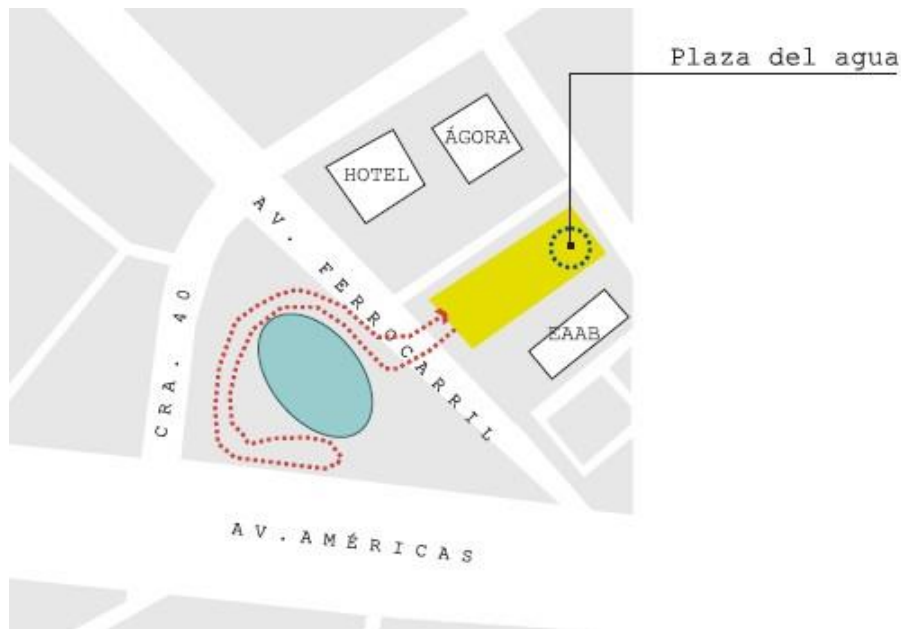 Plaza del agua
ÁGORA
HOTEL
AV. FERROCARRIL
EAAB
CRA. 40
AV. AMÉRICAS